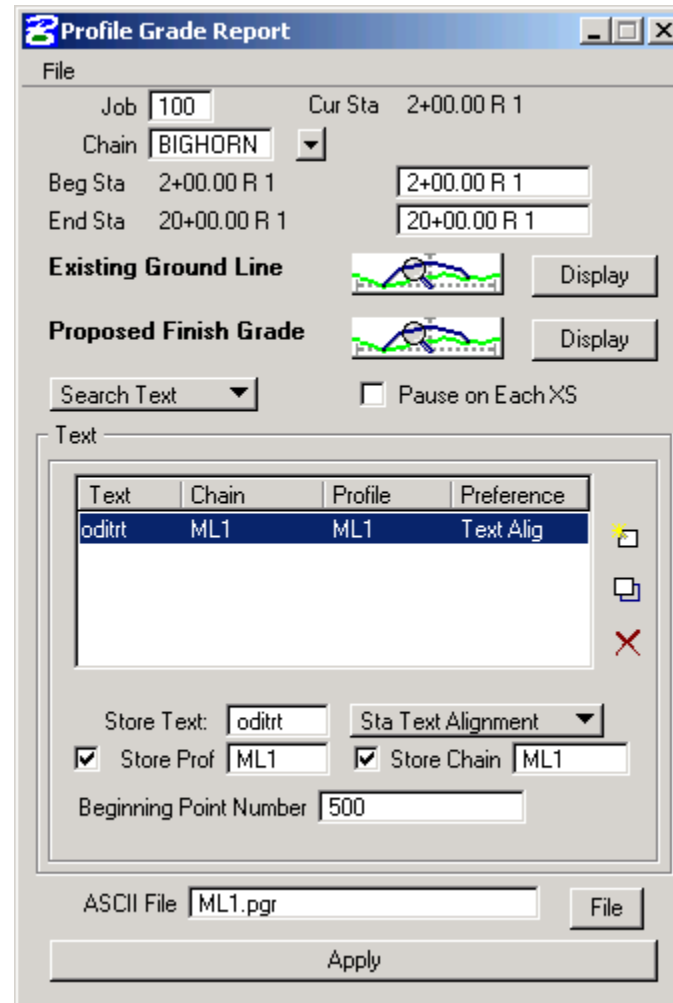 Profile Grade Report
File
Job 100 Cur Sta 2+00.00 R 1
Chain BIGHORN
Beg Sta 2+00.00 R 1 2+00.00 R 1
End Sta 20+00.00 R 1 20+00.00 R 1
Existing Ground Line Display
Proposed Finish Grade Display
Search Text Pause on Each XS
Text
Text Chain Profile Preference
oditrt ML1 ML1 Text Alig
Store Text: oditrt Sta Text Alignment
Store Prof ML1 Store Chain ML1
Beginning Point Number 500
ASCII File ML1.pgr File
Apply